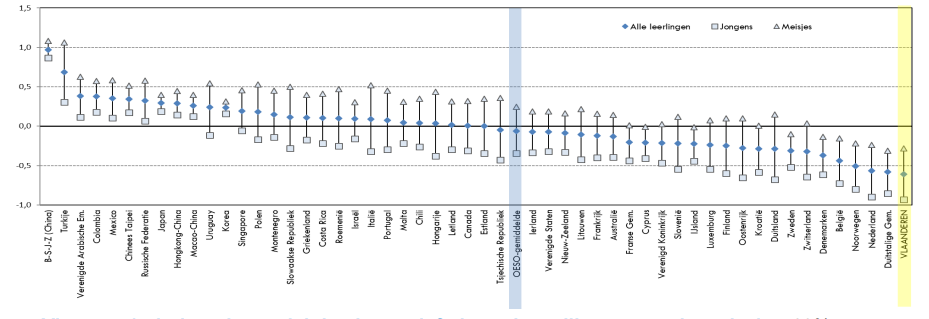 1,5
1,0
0,5
0,0
-0,5
-1,0
Alle leerlingen
Jongens
Meisjes
B-S-J-Z (China)
Turkije
Verenigde Arabische Em.
Colombia
Mexico
Chinees Taipei
Russische Federatie
Japan
Hongkong-China
Macao-China
Uruguay
Korea
Singapore
Polen
Montenegro
Slowaakse Republiek
Griekenland
Costa Rica
Roemenië
Israël
Italië
Portugal
Malta
Chili
Hongarije
Letland
Canada
Estland
Tsjechische Republiek
OESO-gemiddelde
Ierland
Verenigde Staten
Nieuw-Zeeland
Litouwen
Frankrijk
Australië
Franse Gem.
Cyprus
Verenigd Koninkrijk
Slovenië
IJsland
Luxemburg
Finland
Oostenrijk
Kroatië
Duitsland
Zweden
Zwitserland
Denemarken
België
Noorwegen
Nederland
Duitstalige Gem.
VLAANDEREN